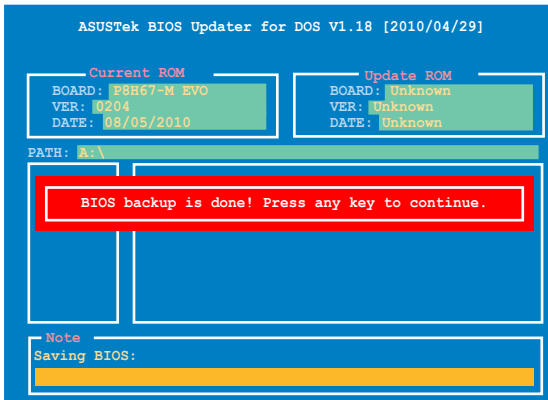 ASUSTek BIOS Updater for DOS V1.18 [2010/04/29]
Current ROM
BOARD: P8H67-M EVO
VER: 0204
DATE: 08/05/2010
Update ROM
BOARD: Unknown
VER: Unknown
DATE: Unknown
PATH: A:\
BIOS backup is done! Press any key to continue.
Note
Saving BIOS: